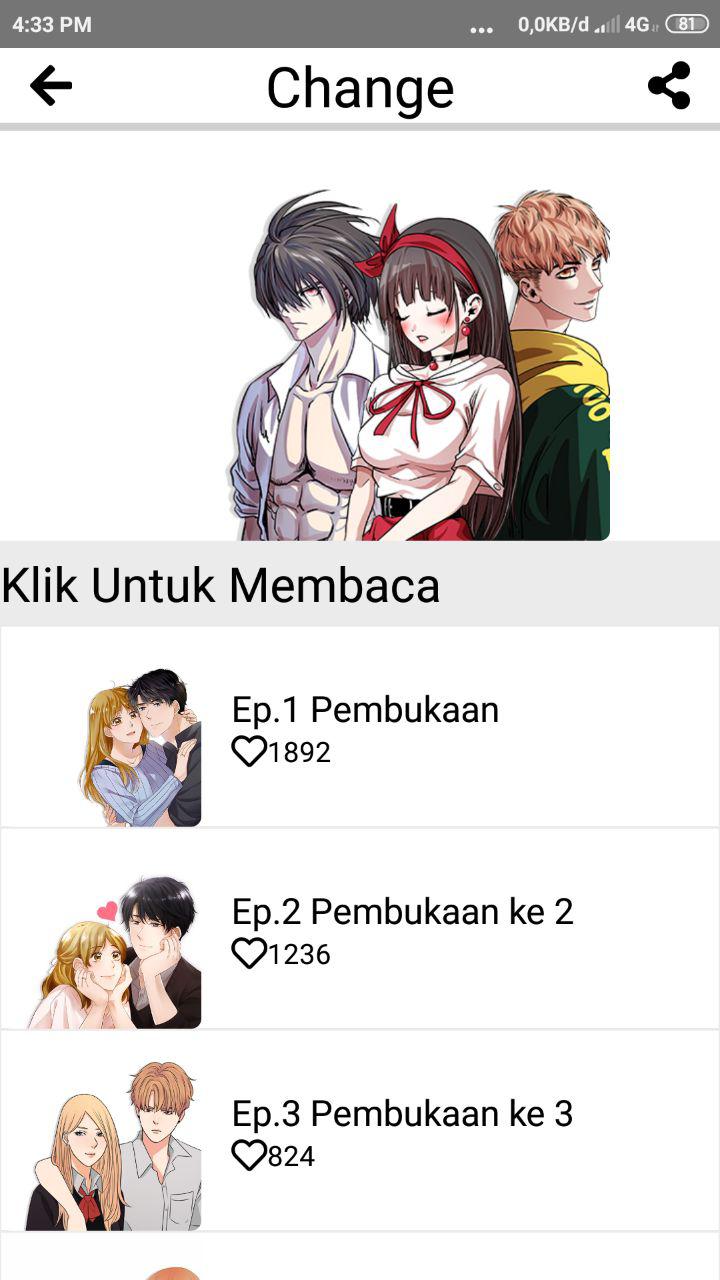 4:33 PM ... 0,0KB/d 4G 81
Change
Klik Untuk Membaca
Ep.1 Pembukaan
1892
Ep.2 Pembukaan ke 2
1236
Ep.3 Pembukaan ke 3
824